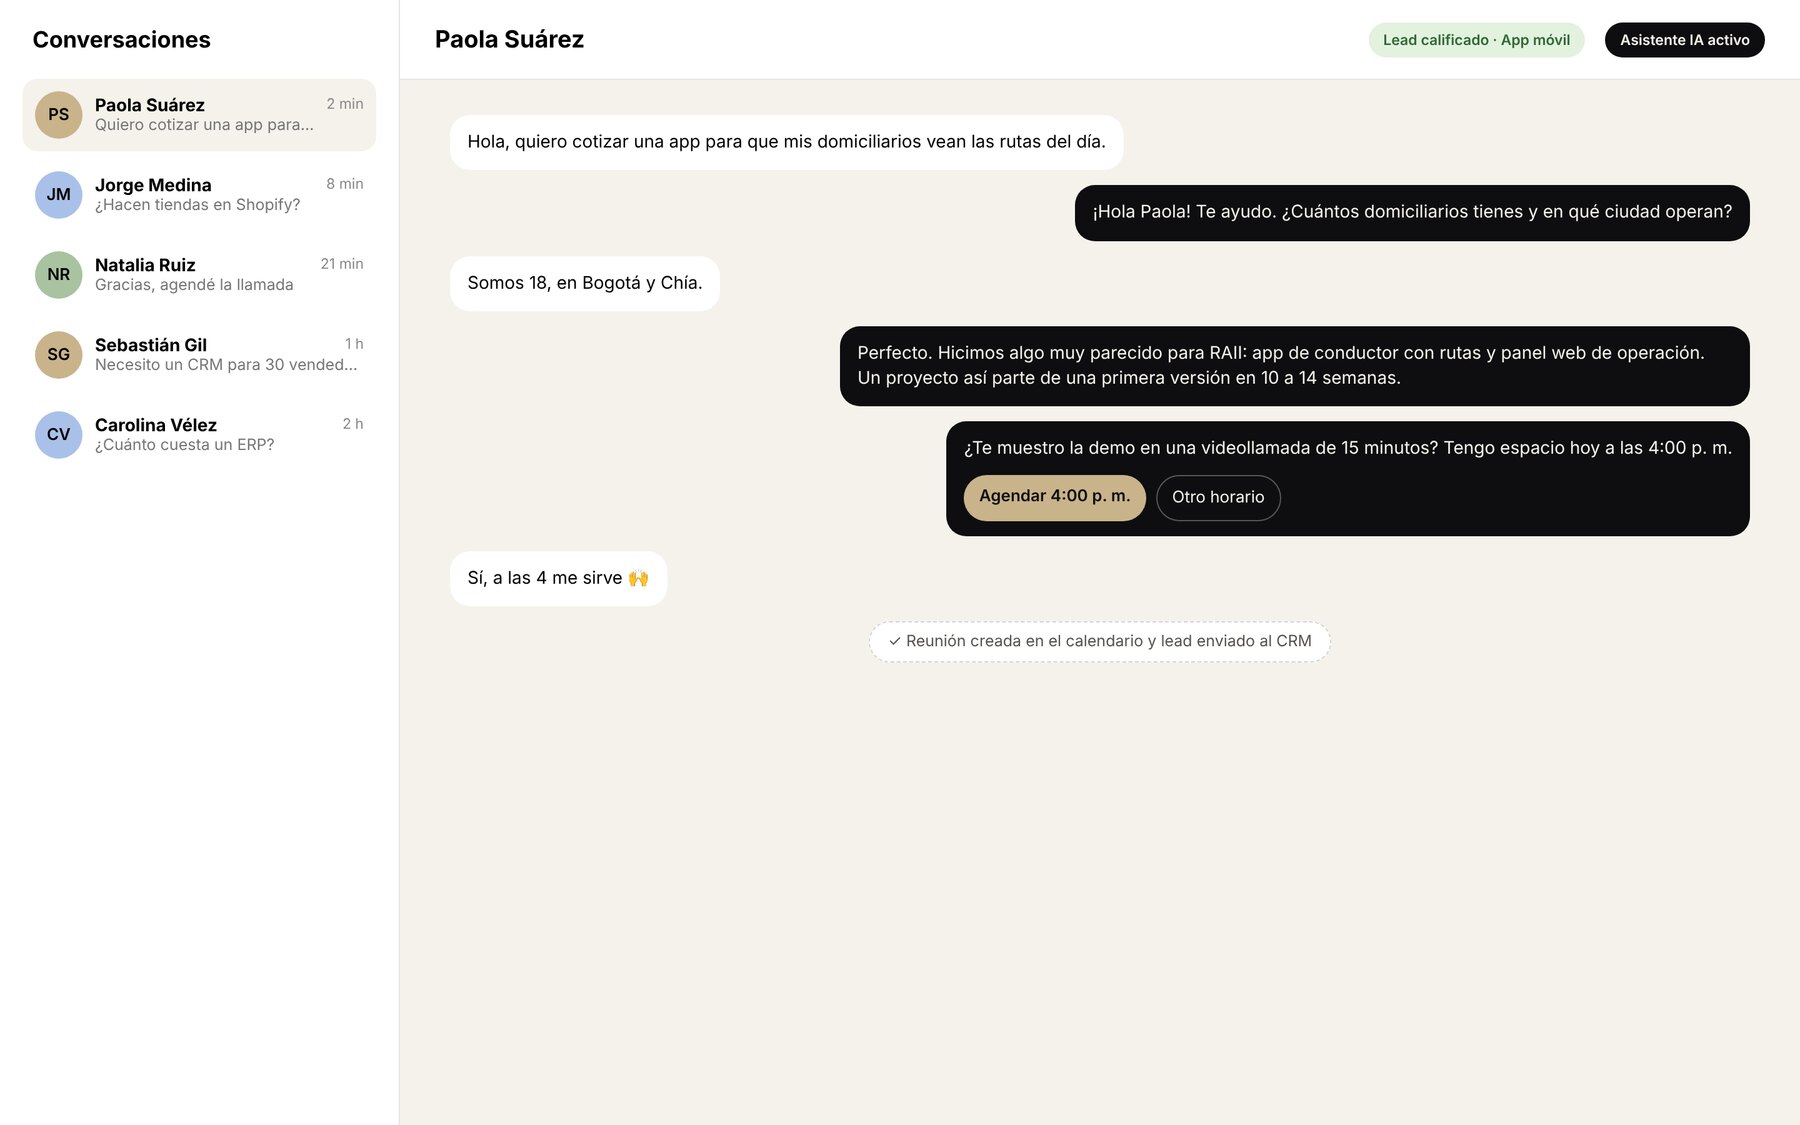 Conversaciones
PS
Paola Suárez
2 min
Quiero cotizar una app para...
JM
Jorge Medina
8 min
¿Hacen tiendas en Shopify?
NR
Natalia Ruiz
21 min
Gracias, agendé la llamada
SG
Sebastián Gil
1 h
Necesito un CRM para 30 vended...
CV
Carolina Vélez
2 h
¿Cuánto cuesta un ERP?
Paola Suárez
Lead calificado · App móvil
Asistente IA activo
Hola, quiero cotizar una app para que mis domiciliarios vean las rutas del día.
¡Hola Paola! Te ayudo. ¿Cuántos domiciliarios tienes y en qué ciudad operan?
Somos 18, en Bogotá y Chía.
Perfecto. Hicimos algo muy parecido para RAII: app de conductor con rutas y panel web de operación.
Un proyecto así parte de una primera versión en 10 a 14 semanas.
¿Te muestro la demo en una videollamada de 15 minutos? Tengo espacio hoy a las 4:00 p. m.
Agendar 4:00 p. m.
Otro horario
Sí, a las 4 me sirve 🙌
✓ Reunión creada en el calendario y lead enviado al CRM